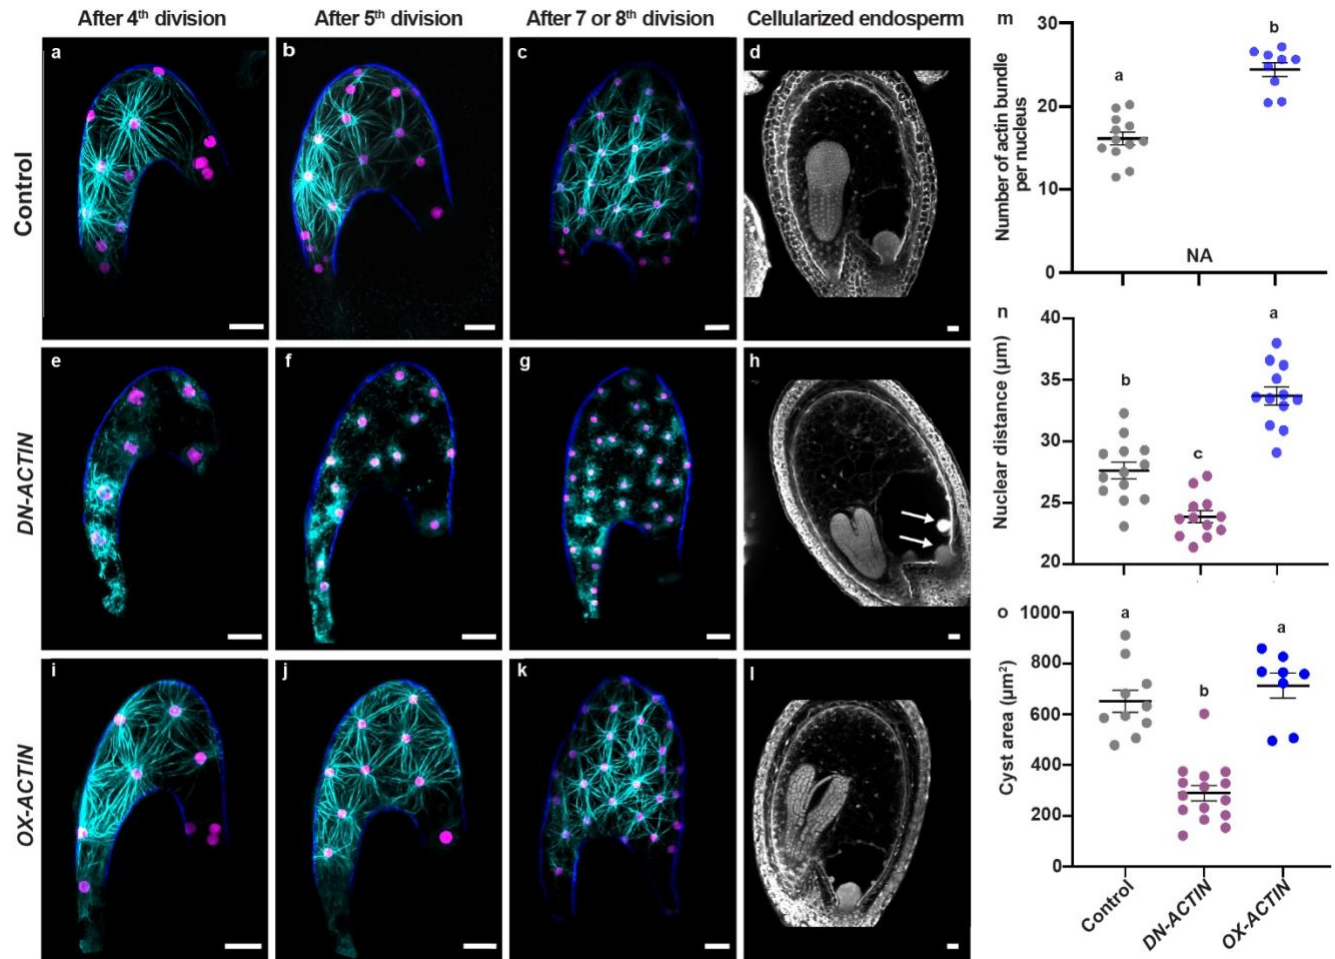 After 4th division
After 5th division
After 7 or 8th division
Cellularized endosperm
Control
a
b
c
d
DN-ACTIN
e
f
g
h
OX-ACTIN
i
j
k
l
m
Number of actin bundle
per nucleus
30
20
10
0
a
NA
b
n
Nuclear distance (µm)
40
35
30
25
20
b
c
a
o
Cyst area (µm²)
1000
800
600
400
200
0
a
b
a
Control
DN-ACTIN
OX-ACTIN